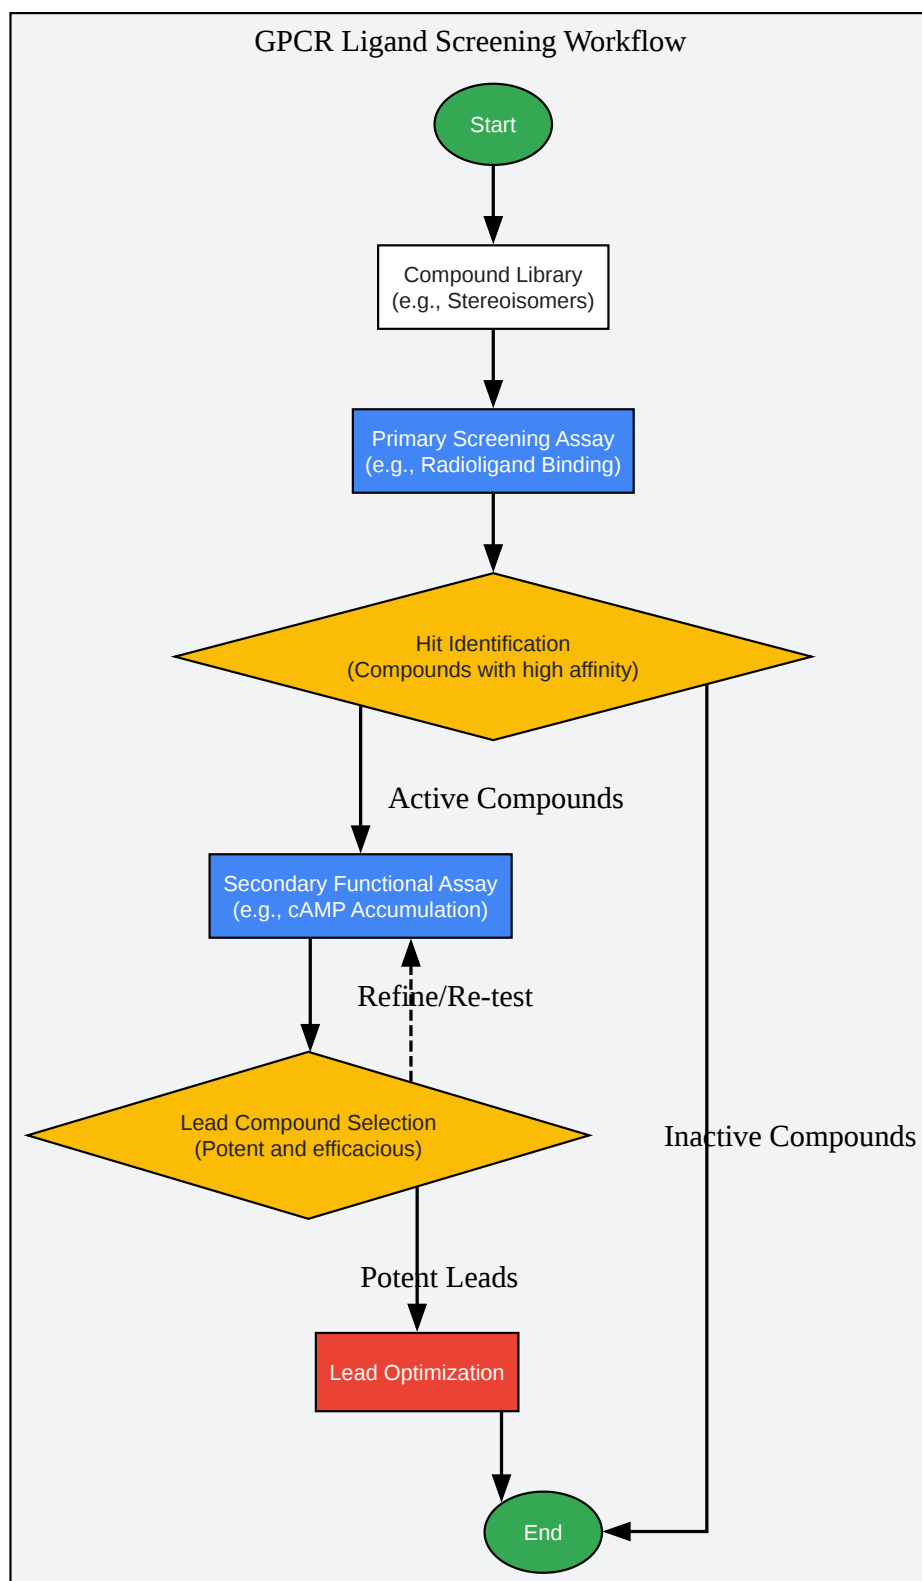 GPCR Ligand Screening Workflow
Start
Compound Library
(e.g., Stereoisomers)
Primary Screening Assay
(e.g., Radioligand Binding)
Hit Identification
(Compounds with high affinity)
Active Compounds
Secondary Functional Assay
(e.g., cAMP Accumulation)
Refine/Re-test
Lead Compound Selection
(Potent and efficacious)
Inactive Compounds
Potent Leads
Lead Optimization
End